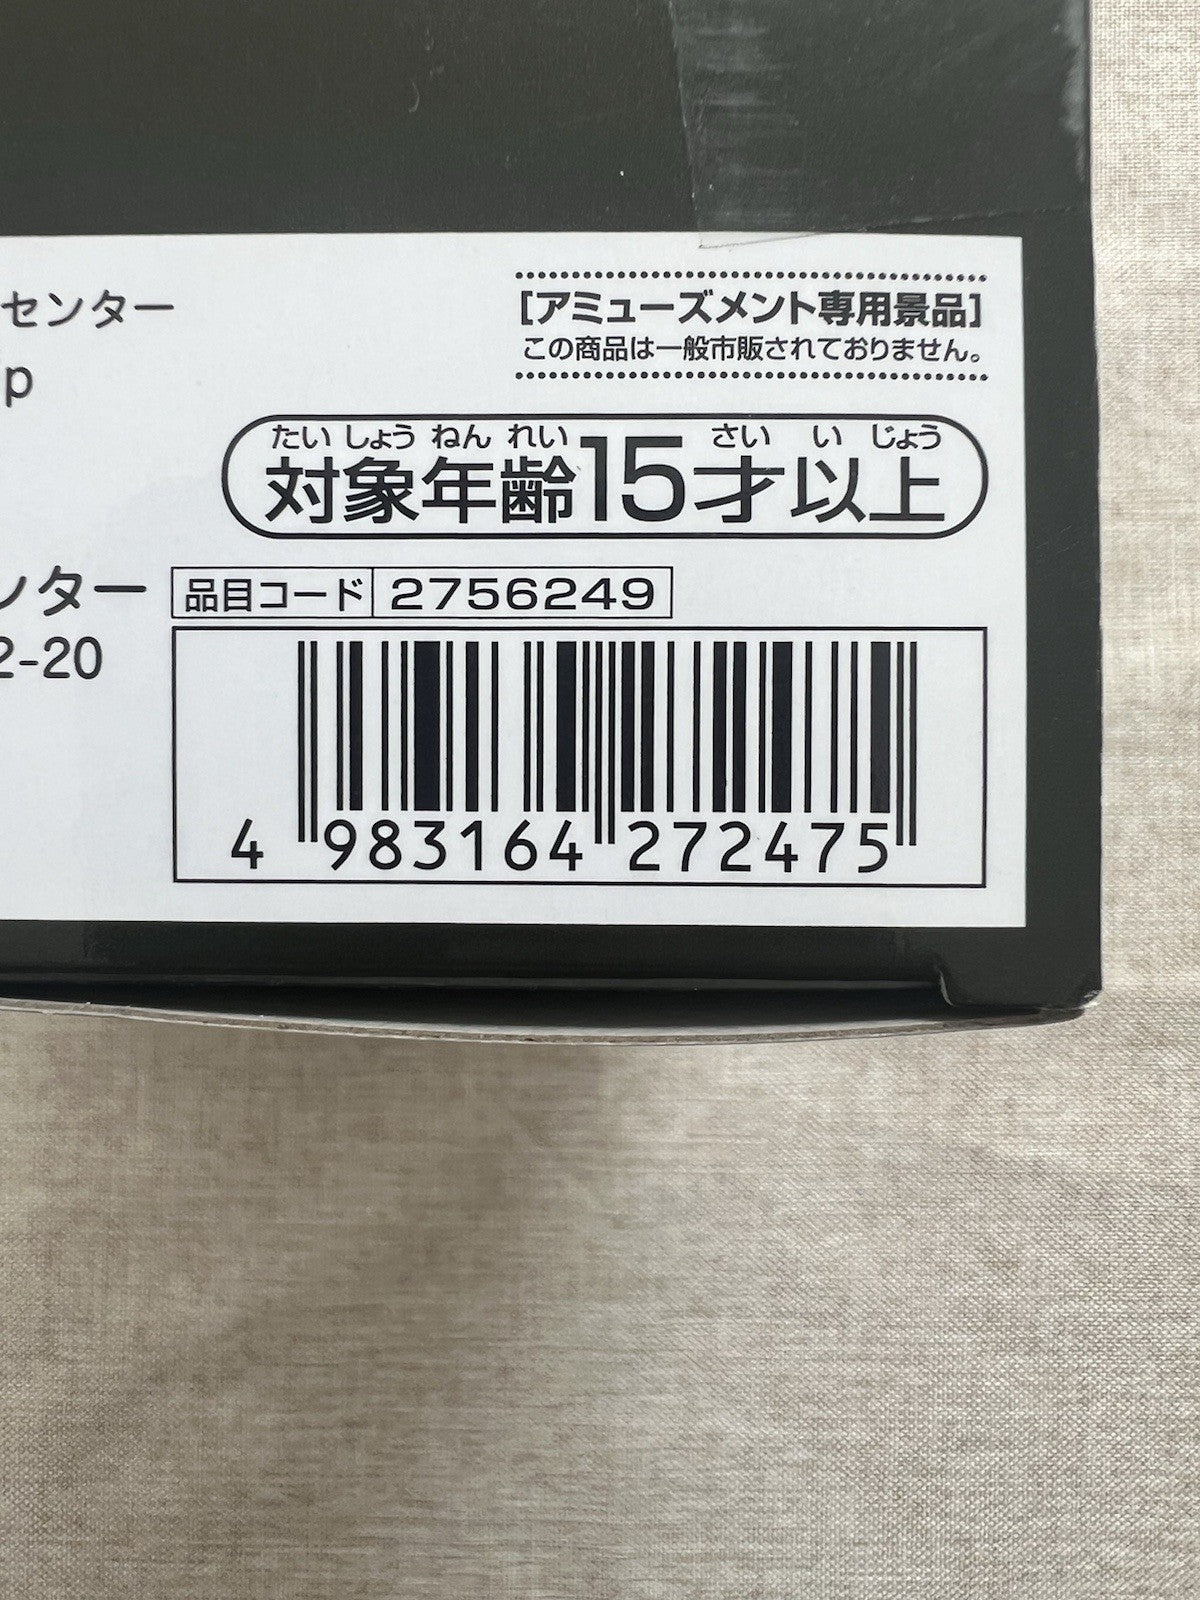 センター
[アミューズメント専用景品]
この商品は一般市販されておりません。
jp
たいしょうねんれい さいいじょう
対象年齢15才以上
ンター
品目コード 2756249
2-20
4 983164 272475